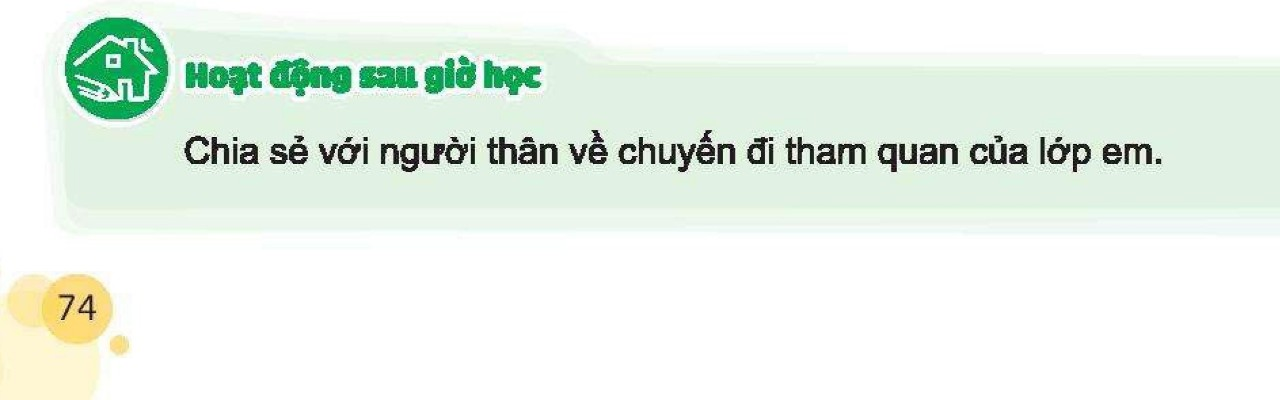 Hoạt động sau giờ học
Chia sẻ với người thân về chuyến đi tham quan của lớp em.
74